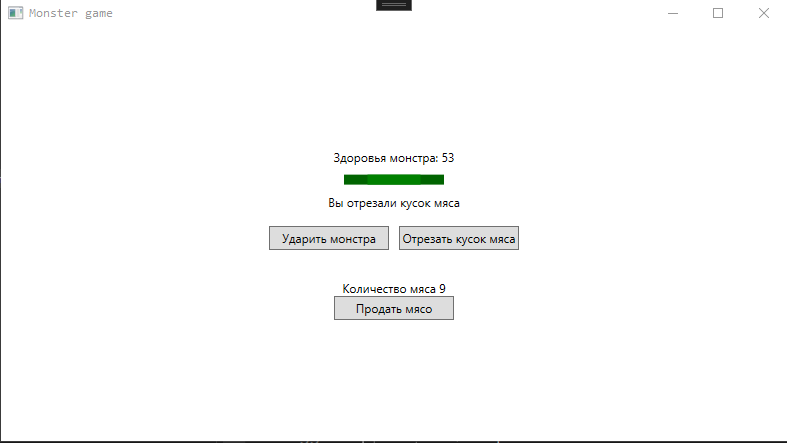 Monster game
Здоровья монстра: 53
Вы отрезали кусок мяса
Ударить монстра
Отрезать кусок мяса
Количество мяса 9
Продать мясо